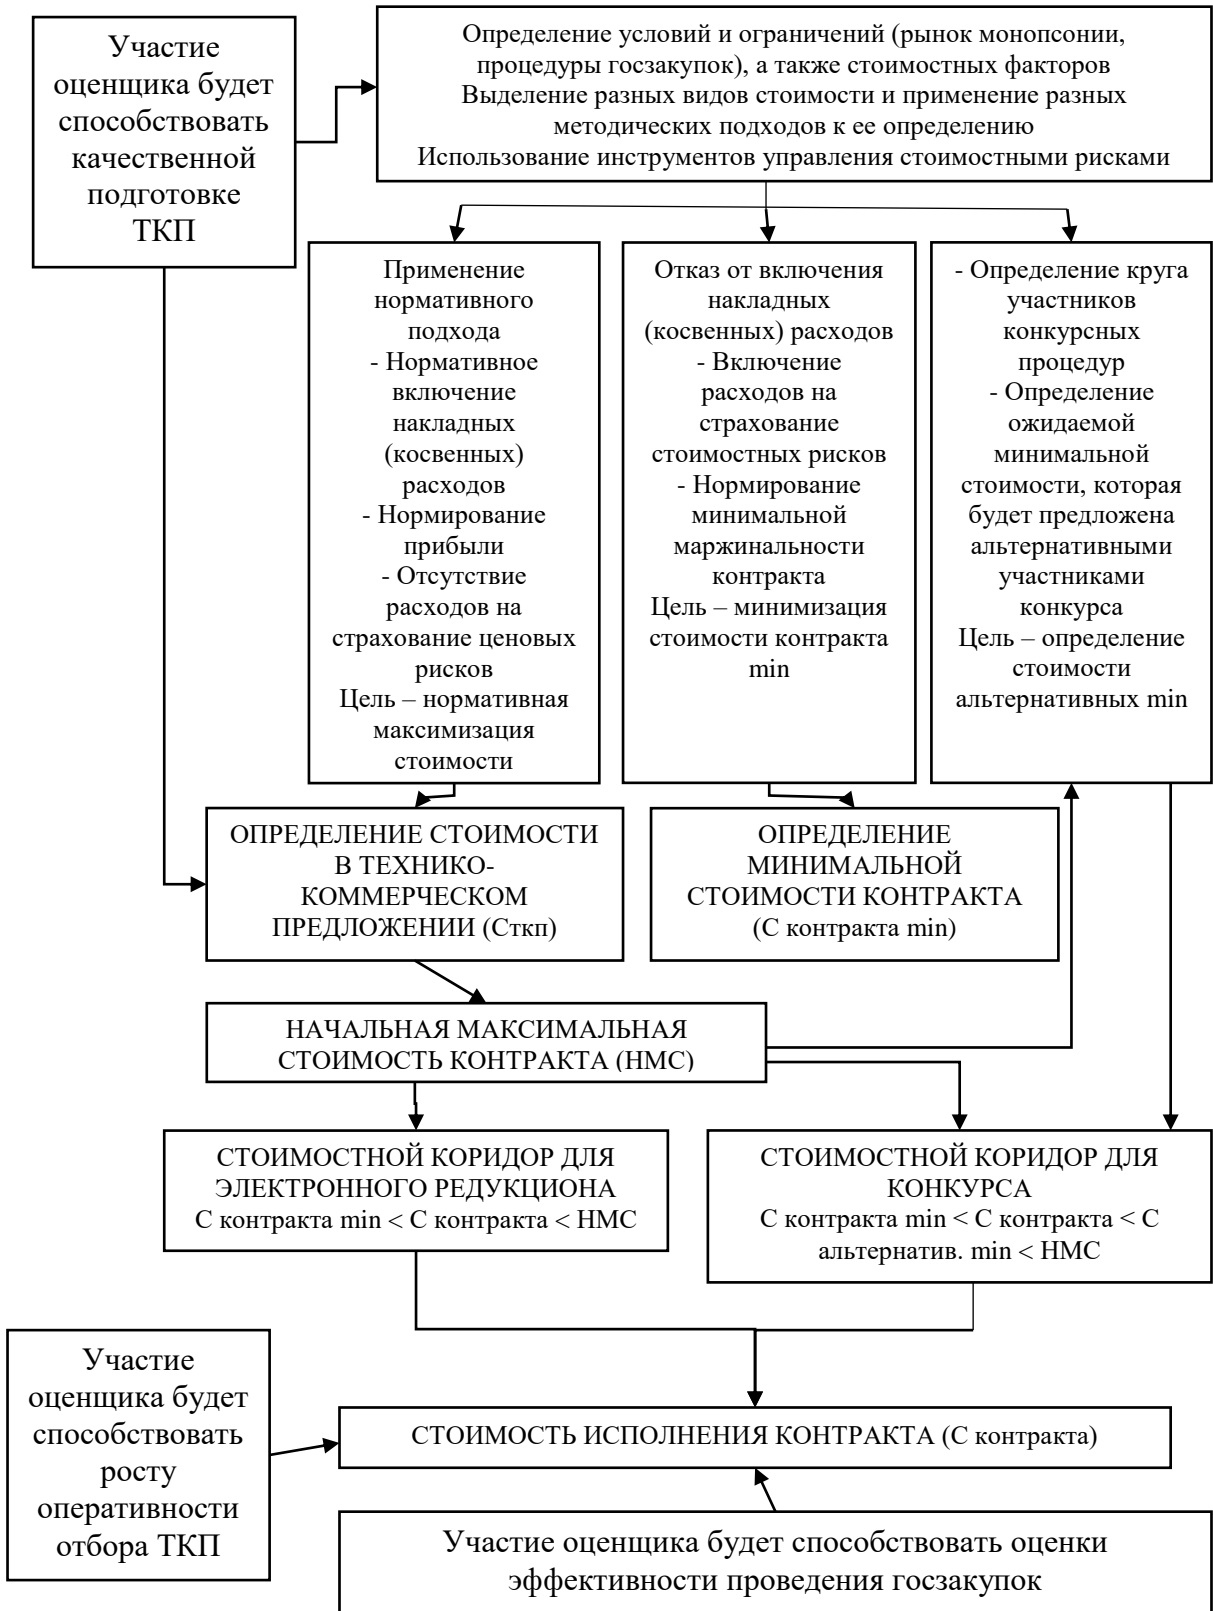 Участие
оценщика будет
способствовать
качественной
подготовке
ТКП
Определение условий и ограничений (рынок монопсонии,
процедуры госзакупок), а также стоимостных факторов
Выделение разных видов стоимости и применение разных
методических подходов к ее определению
Использование инструментов управления стоимостными рисками
Применение
нормативного
подхода
- Нормативное
включение
накладных
(косвенных)
расходов
- Нормирование
прибыли
- Отсутствие
расходов на
страхование ценовых
рисков
Цель – нормативная
максимизация
стоимости
Отказ от включения
накладных
(косвенных) расходов
- Включение
расходов на
страхование
стоимостных рисков
- Нормирование
минимальной
маржинальности
контракта
Цель – минимизация
стоимости контракта
min
- Определение круга
участников
конкурсных
процедур
- Определение
ожидаемой
минимальной
стоимости, которая
будет предложена
альтернативными
участниками
конкурса
Цель – определение
стоимости
альтернативных min
ОПРЕДЕЛЕНИЕ СТОИМОСТИ
В ТЕХНИКО-
КОММЕРЧЕСКОМ
ПРЕДЛОЖЕНИИ (Сткп)
ОПРЕДЕЛЕНИЕ
МИНИМАЛЬНОЙ
СТОИМОСТИ КОНТРАКТА
(С контракта min)
НАЧАЛЬНАЯ МАКСИМАЛЬНАЯ
СТОИМОСТЬ КОНТРАКТА (НМС)
СТОИМОСТНОЙ КОРИДОР ДЛЯ
ЭЛЕКТРОННОГО РЕДУКЦИОНА
С контракта min < С контракта < НМС
СТОИМОСТНОЙ КОРИДОР ДЛЯ
КОНКУРСА
С контракта min < С контракта < С
альтернатив. min < НМС
Участие
оценщика будет
способствовать
росту
оперативности
отбора ТКП
СТОИМОСТЬ ИСПОЛНЕНИЯ КОНТРАКТА (С контракта)
Участие оценщика будет способствовать оценки
эффективности проведения госзакупок